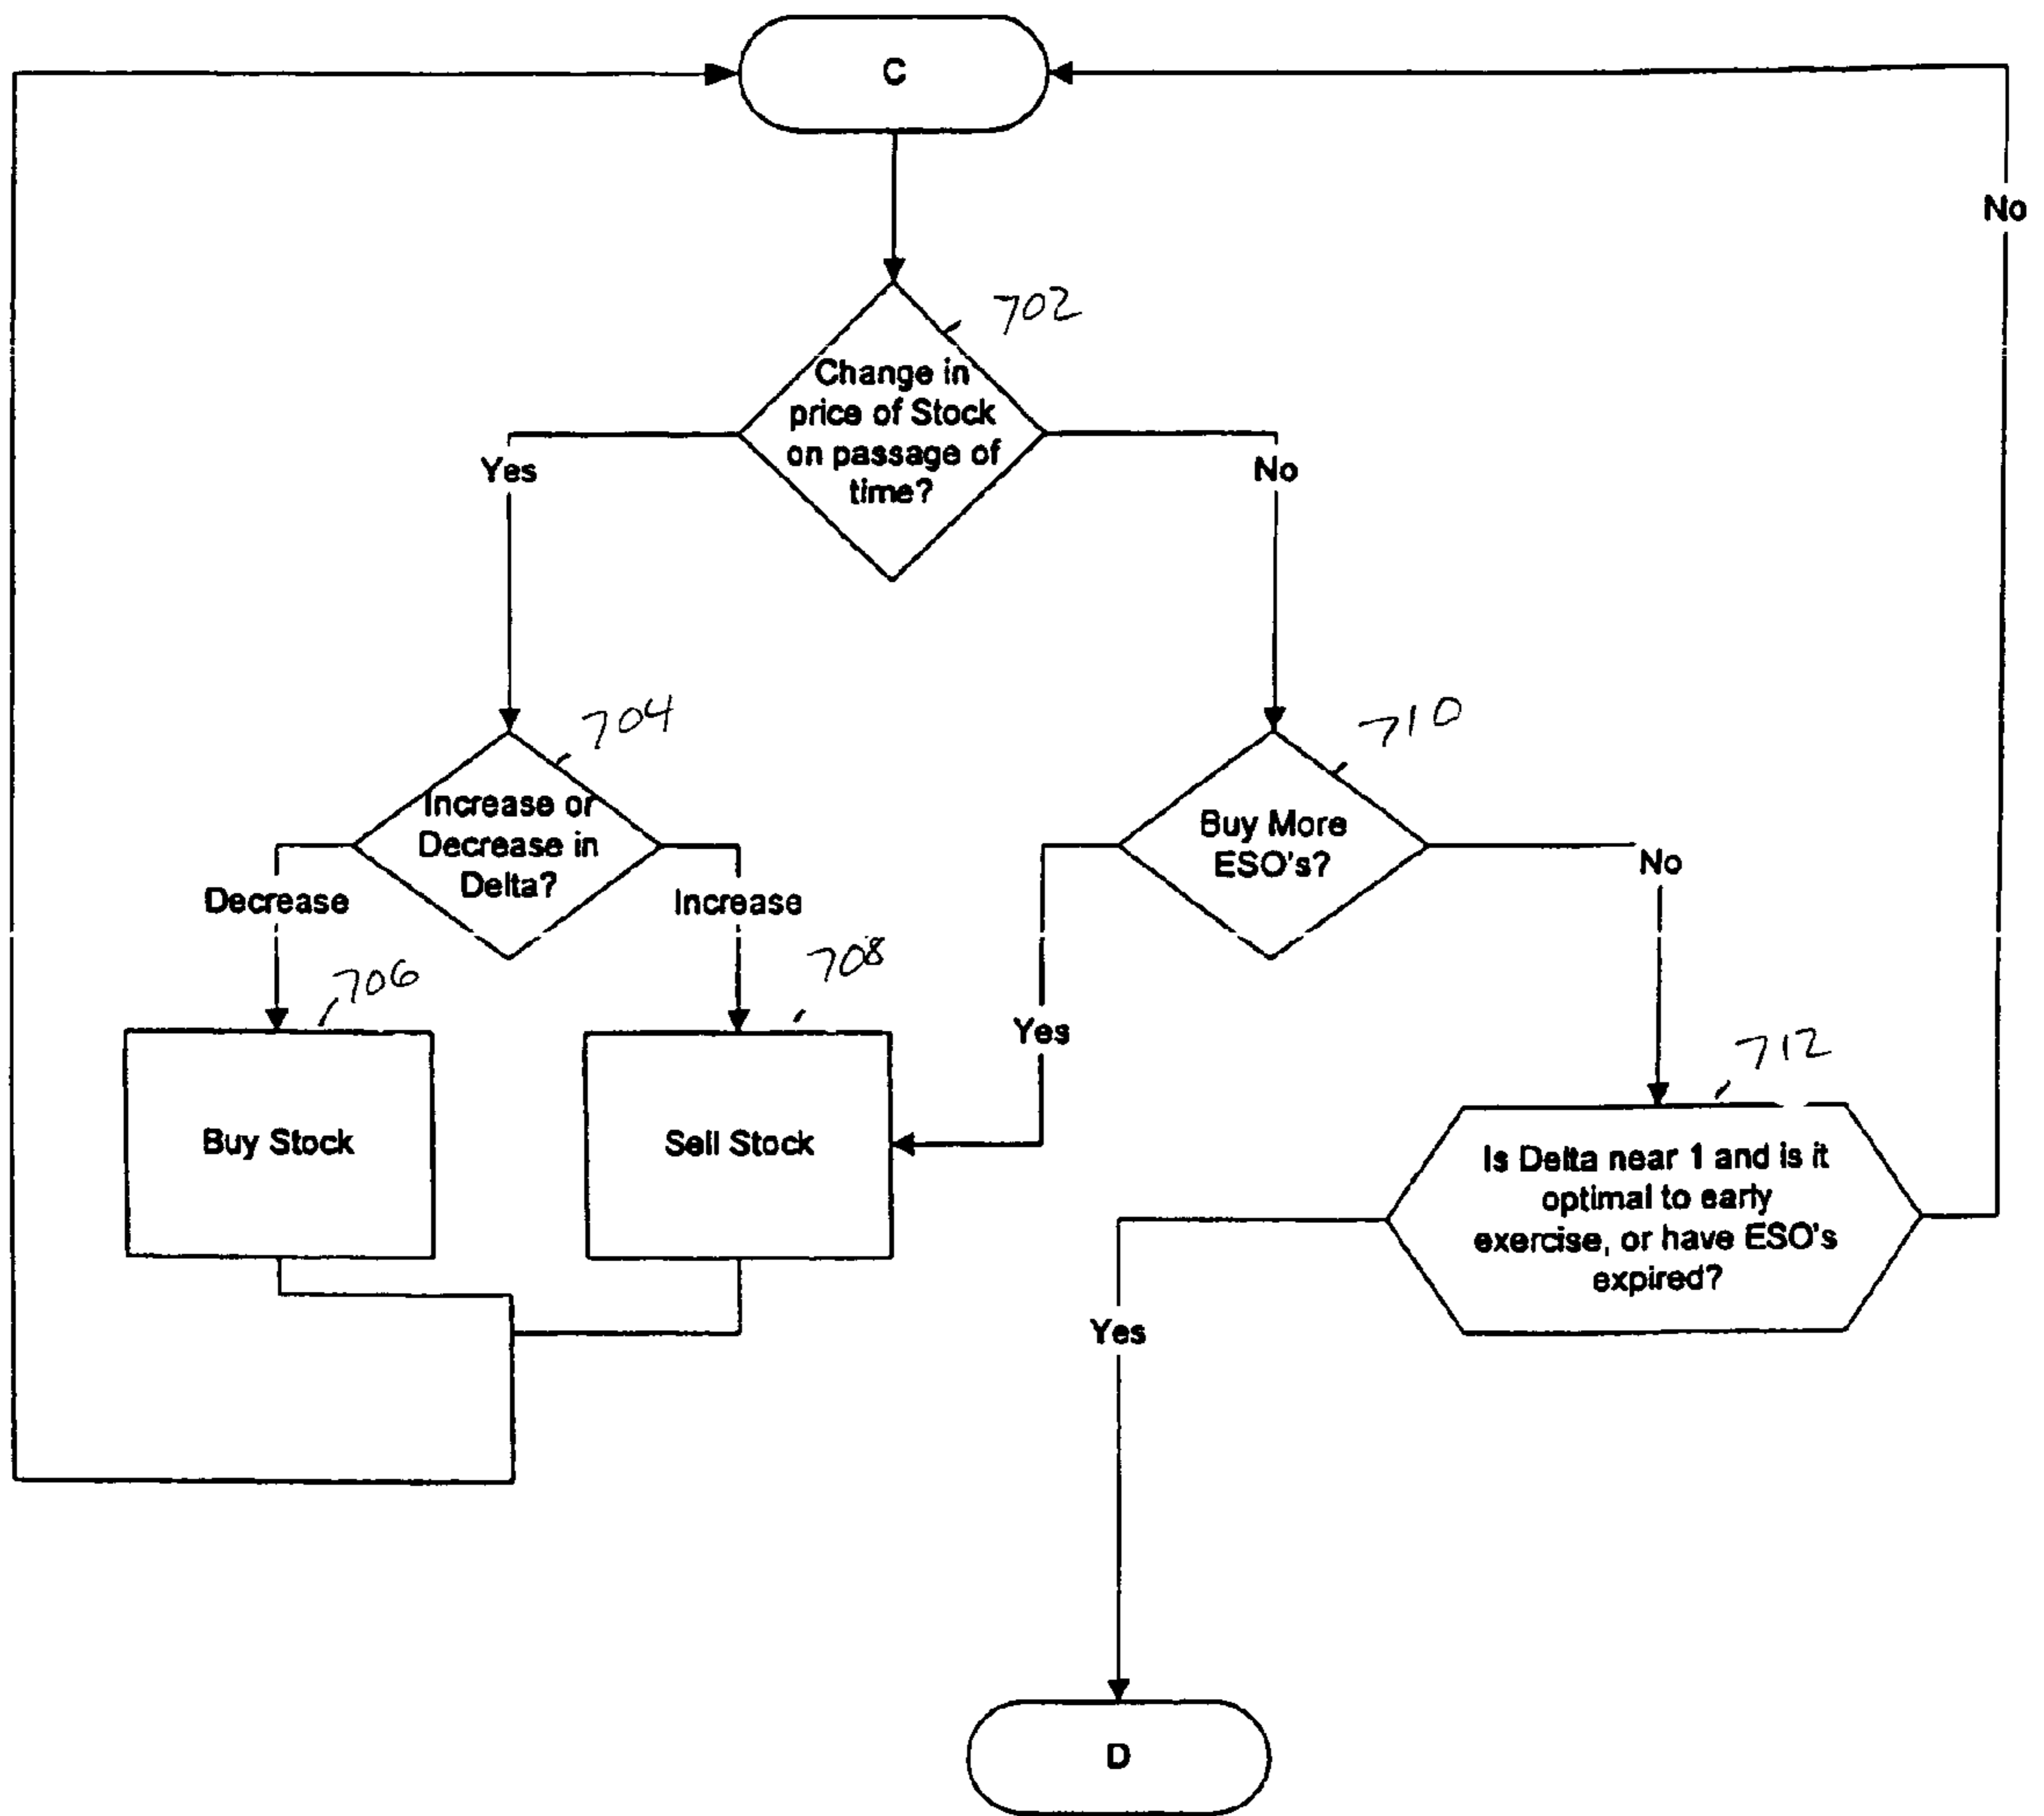 C
No
702
Change in
price of Stock
on passage of
time?
Yes
No
704
710
Increase or
Decrease in
Delta?
Buy More
ESO's?
No
Decrease
Increase
706
708
Yes
712
Buy Stock
Sell Stock
Is Delta near 1 and is it
optimal to early
exercise, or have ESO's
expired?
Yes
D